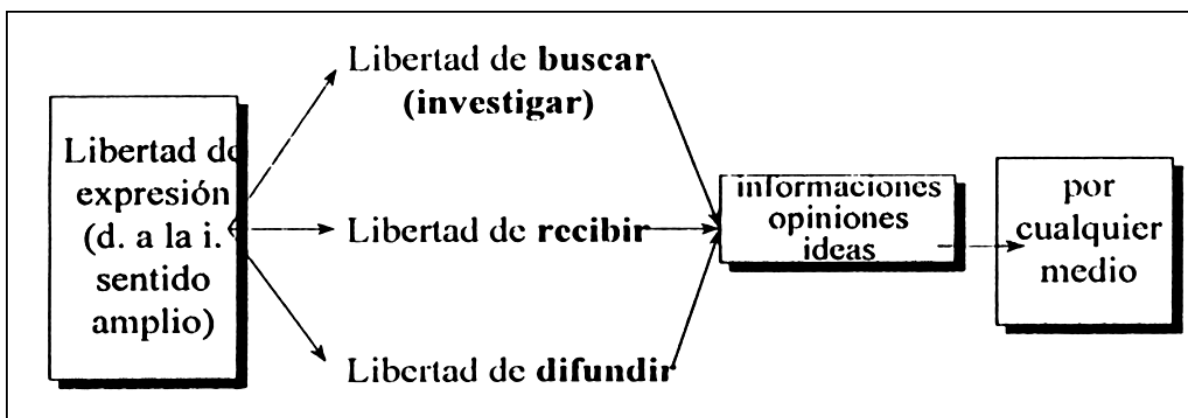 Libertad de
expresión
(d. a la i.
sentido
amplio)
Libertad de buscar
(investigar)
Libertad de recibir
Libertad de difundir
informaciones
opiniones
ideas
por
cualquier
medio